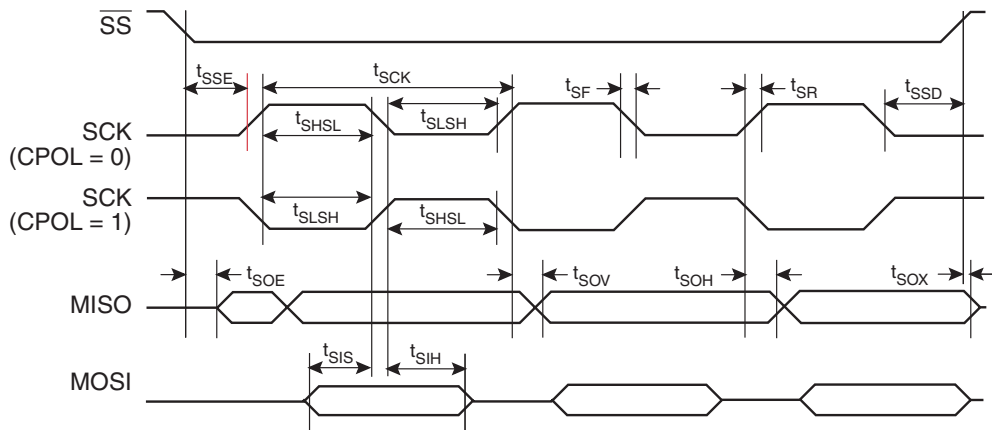 SS
tSSE
tSCK
tSF
tSR
tSSD
tSHSL
tSLSH
SCK
(CPOL = 0)
SCK
(CPOL = 1)
tSLSH
tSHSL
tSOE
tSOV
tSOH
tSOX
MISO
tSIS
tSIH
MOSI